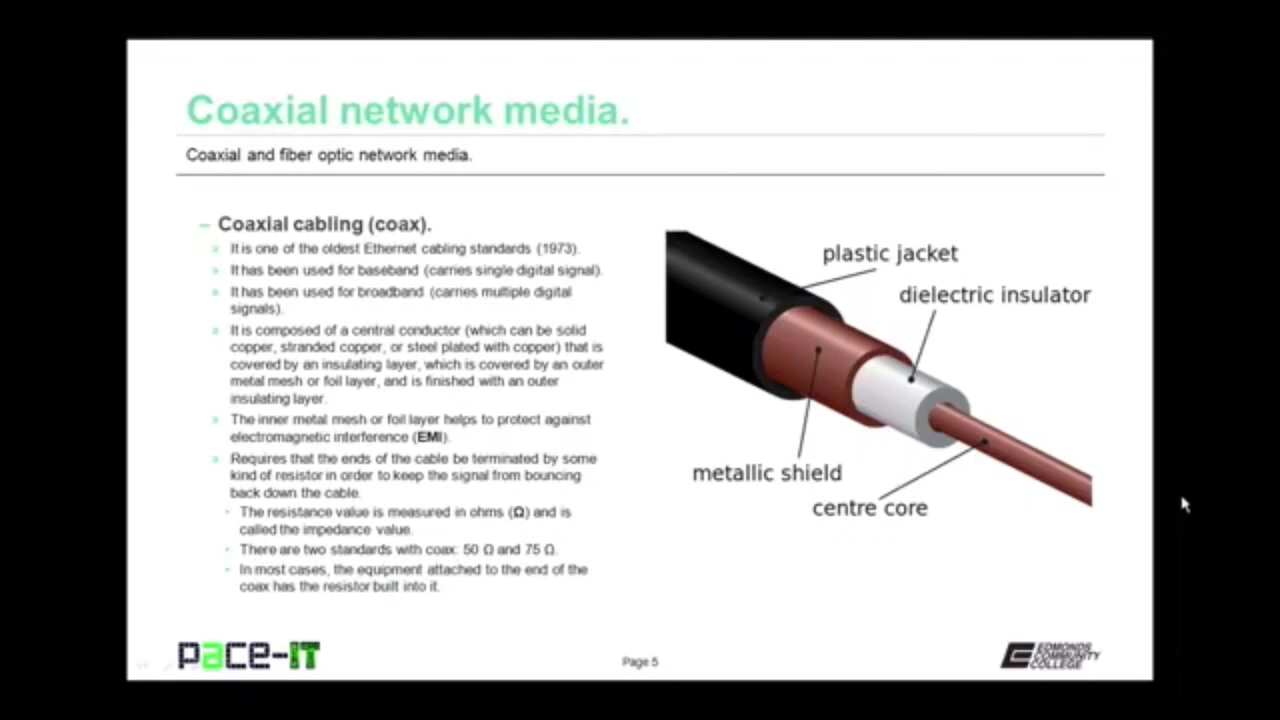 Coaxial network media.
Coaxial and fiber optic network media.
– Coaxial cabling (coax).
» It is one of the oldest Ethernet cabling standards (1973).
» It has been used for baseband (carries single digital signal).
» It has been used for broadband (carries multiple digital
signals).
» It is composed of a central conductor (which can be solid
copper, stranded copper, or steel plated with copper) that is
covered by an insulating layer, which is covered by an outer
metal mesh or foil layer, and is finished with an outer
insulating layer.
» The inner metal mesh or foil layer helps to protect against
electromagnetic interference (EMI).
» Requires that the ends of the cable be terminated by some
kind of resistor in order to keep the signal from bouncing
back down the cable.
· The resistance value is measured in ohms (Ω) and is
called the impedance value.
· There are two standards with coax: 50 Ω and 75 Ω.
· In most cases, the equipment attached to the end of the
coax has the resistor built into it.
plastic jacket
dielectric insulator
metallic shield
centre core
pace-IT
Page 5
EDMONDS
COMMUNITY
COLLEGE